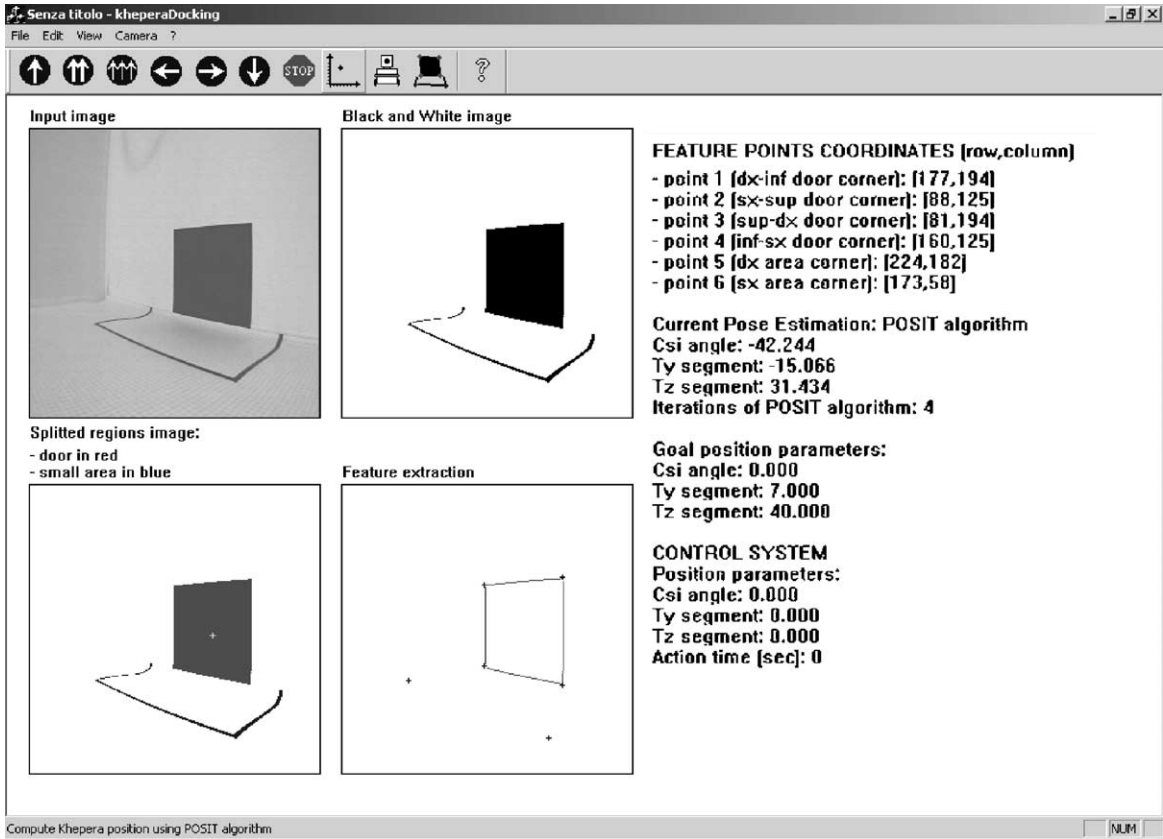 Senza titolo - kheperaDocking
File Edit View Camera ?
STOP
?
Input image
Black and White image
Splitted regions image:
- door in red
- small area in blue
Feature extraction
FEATURE POINTS COORDINATES (row,column)
- point 1 (dx-inf door corner): [177,194]
- point 2 (sx-sup door corner): [88,125]
- point 3 (sup-dx door corner): [81,194]
- point 4 (inf-sx door corner): [160,125]
- point 5 (dx area corner): [224,182]
- point 6 (sx area corner): [173,58]
Current Pose Estimation: POSIT algorithm
Csi angle: -42.244
Ty segment: -15.066
Tz segment: 31.434
Iterations of POSIT algorithm: 4
Goal position parameters:
Csi angle: 0.000
Ty segment: 7.000
Tz segment: 40.000
CONTROL SYSTEM
Position parameters:
Csi angle: 0.000
Ty segment: 0.000
Tz segment: 0.000
Action time [sec]: 0
Compute Khepera position using POSIT algorithm
NUM